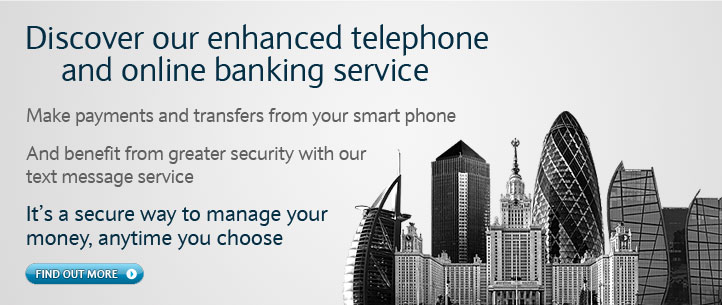 Discover our enhanced telephone
and online banking service
Make payments and transfers from your smart phone
And benefit from greater security with our
text message service
It's a secure way to manage your
money, anytime you choose
FIND OUT MORE